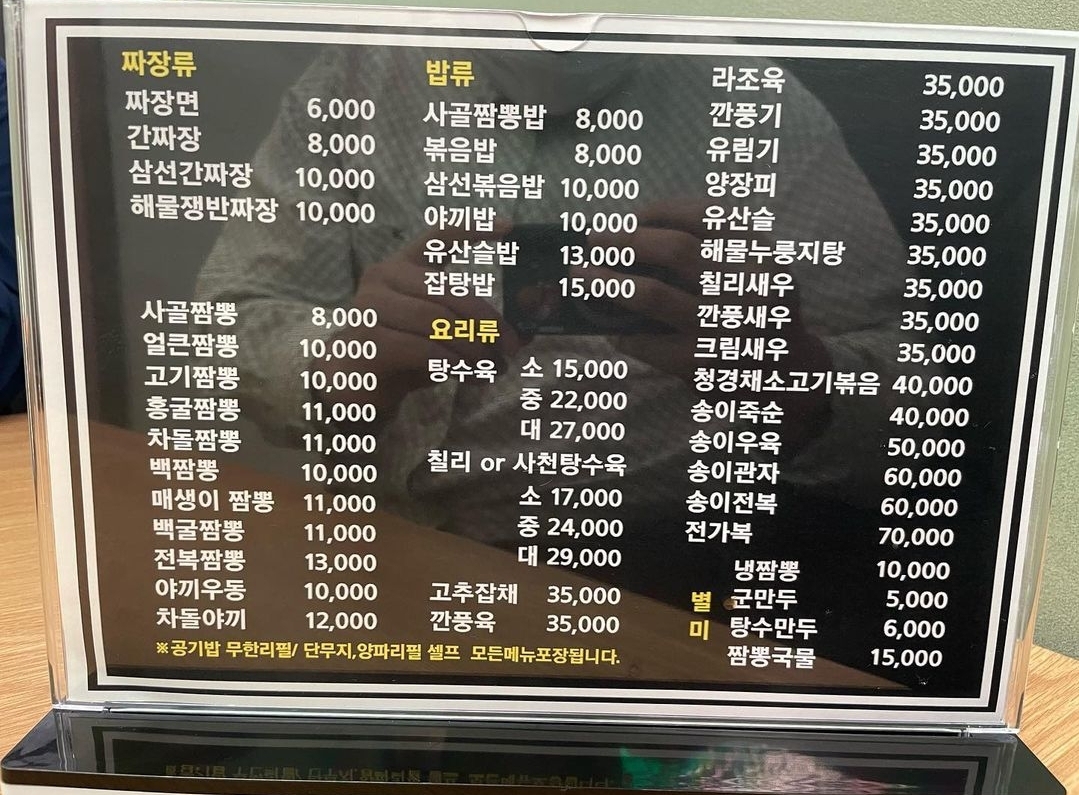 짜장류
짜장면 6,000
간짜장 8,000
삼선간짜장 10,000
해물쟁반짜장 10,000
사골짬뽕 8,000
얼큰짬뽕 10,000
고기짬뽕 10,000
홍굴짬뽕 11,000
차돌짬뽕 11,000
백짬뽕 10,000
매생이 짬뽕 11,000
백굴짬뽕 11,000
전복짬뽕 13,000
야끼우동 10,000
차돌야끼 12,000
밥류
사골짬뽕밥 8,000
볶음밥 8,000
삼선볶음밥 10,000
야끼밥 10,000
유산슬밥 13,000
잡탕밥 15,000
요리류
탕수육 소 15,000
중 22,000
대 27,000
칠리 or 사천탕수육
소 17,000
중 24,000
대 29,000
고추잡채 35,000
깐풍육 35,000
라조육 35,000
깐풍기 35,000
유림기 35,000
양장피 35,000
유산슬 35,000
해물누룽지탕 35,000
칠리새우 35,000
깐풍새우 35,000
크림새우 35,000
청경채소고기볶음 40,000
송이죽순 40,000
송이우육 50,000
송이관자 60,000
송이전복 60,000
전가복 70,000
별미
냉짬뽕 10,000
군만두 5,000
탕수만두 6,000
짬뽕국물 15,000
※공기밥 무한리필/ 단무지,양파리필 셀프 모든메뉴포장됩니다.